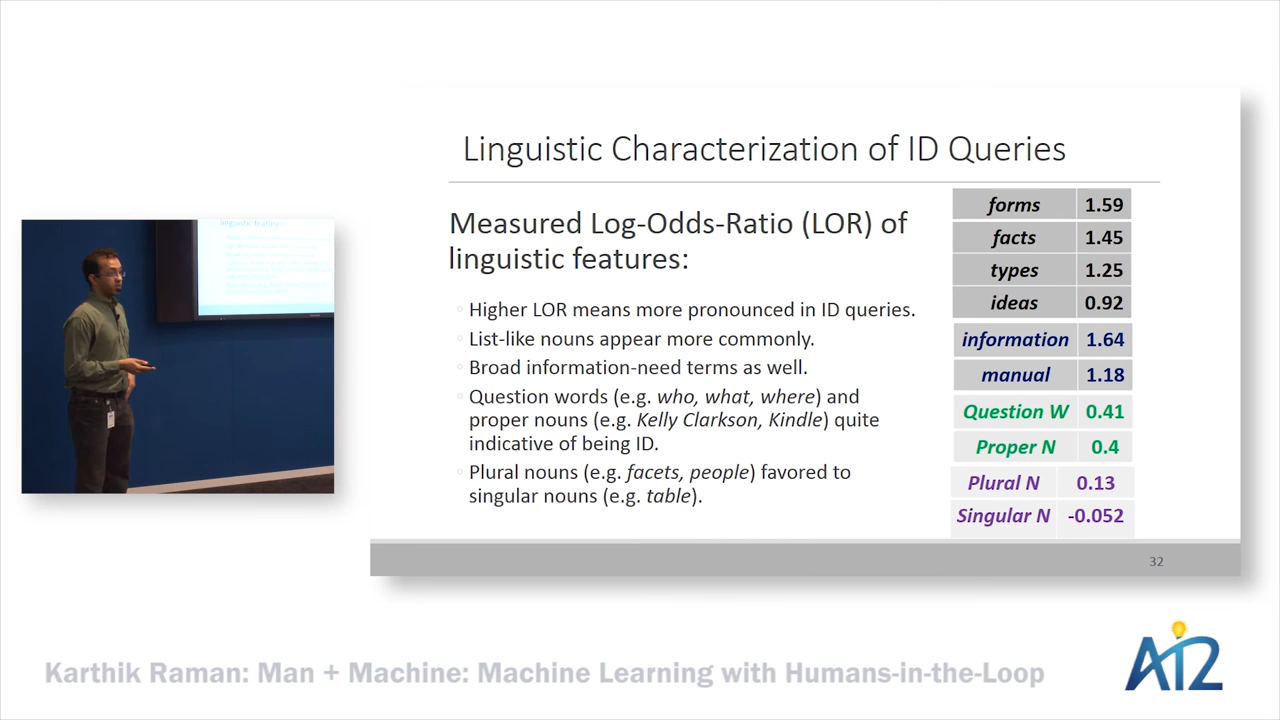 Linguistic Characterization of ID Queries
Measured Log-Odds-Ratio (LOR) of
linguistic features:
Higher LOR means more pronounced in ID queries.
List-like nouns appear more commonly.
Broad information-need terms as well.
Question words (e.g. who, what, where) and
proper nouns (e.g. Kelly Clarkson, Kindle) quite
indicative of being ID.
Plural nouns (e.g. facets, people) favored to
singular nouns (e.g. table).
forms 1.59
facts 1.45
types 1.25
ideas 0.92
information 1.64
manual 1.18
Question W 0.41
Proper N 0.4
Plural N 0.13
Singular N -0.052
32
linguistic features:
Karthik Raman: Man + Machine: Machine Learning with Humans-in-the-Loop
AI2